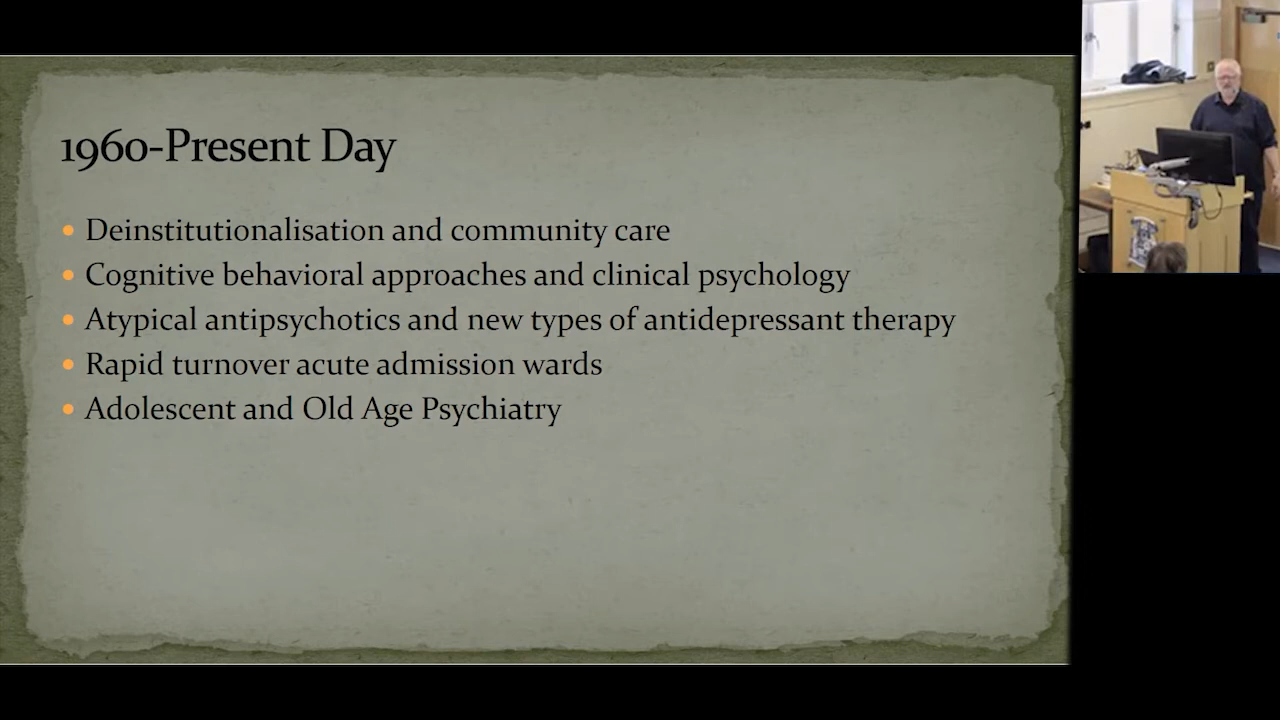 1960-Present Day
Deinstitutionalisation and community care
Cognitive behavioral approaches and clinical psychology
Atypical antipsychotics and new types of antidepressant therapy
Rapid turnover acute admission wards
Adolescent and Old Age Psychiatry